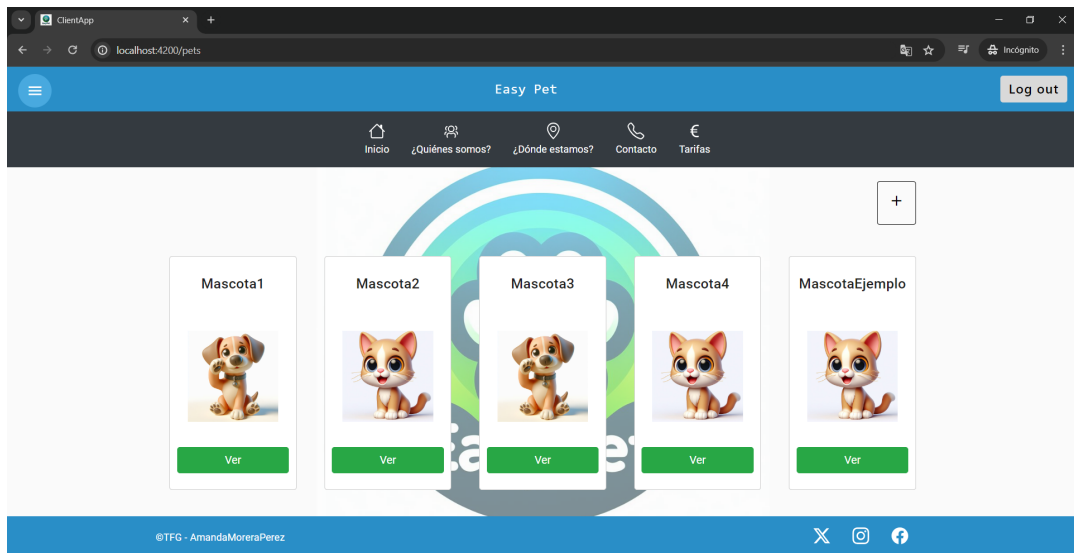 ClientApp
localhost:4200/pets
Incógnito
Easy Pet
Log out
Inicio
¿Quiénes somos?
¿Dónde estamos?
Contacto
€
Tarifas
+
Mascota1
Mascota2
Mascota3
Mascota4
MascotaEjemplo
Ver
Ver
Ver
Ver
Ver
©TFG - AmandaMoreraPerez